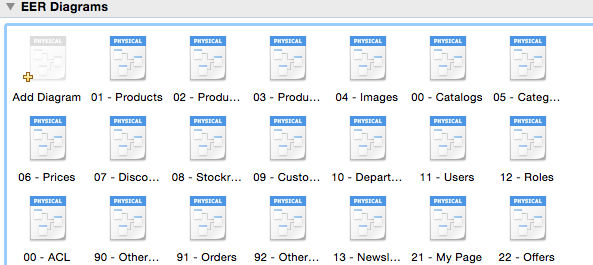 EER Diagrams
PHYSICAL PHYSICAL PHYSICAL PHYSICAL PHYSICAL PHYSICAL PHYSICAL
Add Diagram 01 - Products 02 - Produ... 03 - Produ... 04 - Images 00 - Catalogs 05 - Categ...
PHYSICAL PHYSICAL PHYSICAL PHYSICAL PHYSICAL PHYSICAL PHYSICAL
06 - Prices 07 - Disco... 08 - Stockr... 09 - Custo... 10 - Depart... 11 - Users 12 - Roles
PHYSICAL PHYSICAL PHYSICAL PHYSICAL PHYSICAL PHYSICAL PHYSICAL
00 - ACL 90 - Other... 91 - Orders 92 - Other... 13 - Newsl... 21 - My Page 22 - Offers